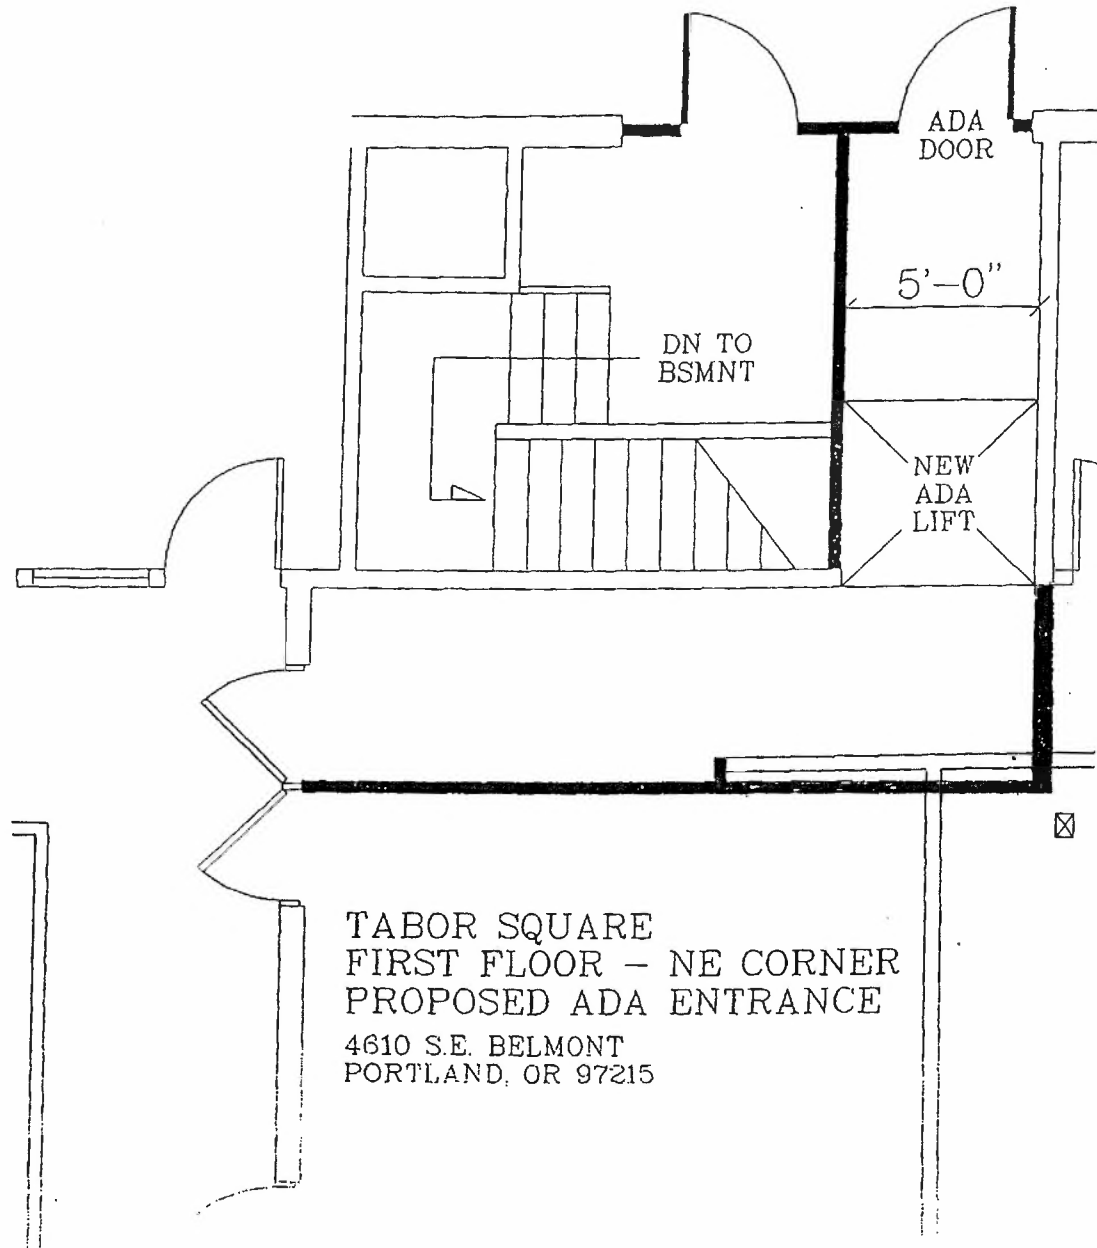 ADA
DOOR
5'-0"
DN TO
BSMNT
NEW
ADA
LIFT
TABOR SQUARE
FIRST FLOOR - NE CORNER
PROPOSED ADA ENTRANCE
4610 S.E. BELMONT
PORTLAND, OR 97215